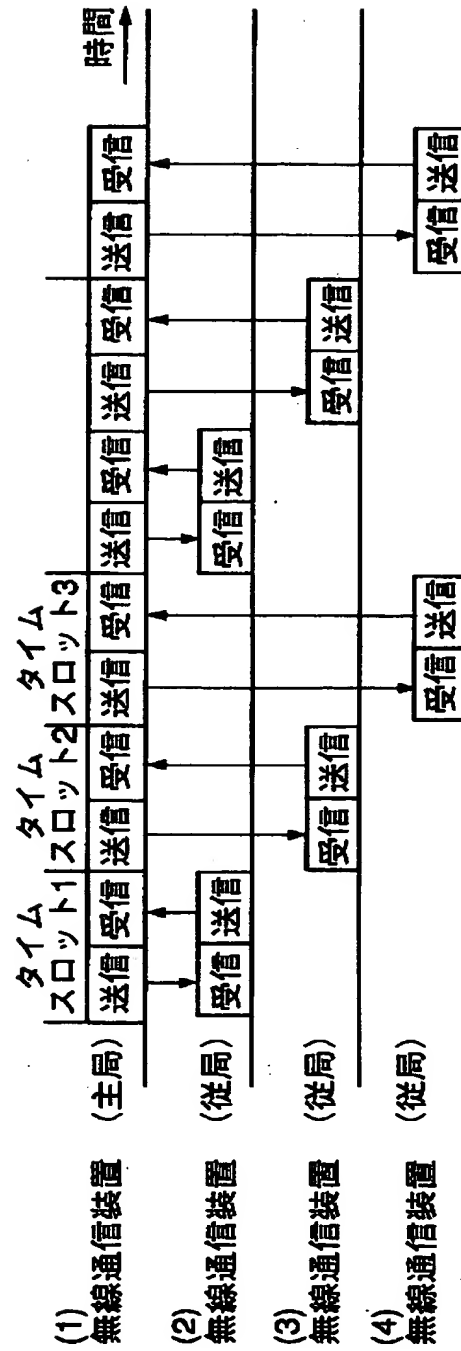 タイム タイム タイム
スロット1 スロット2 スロット3
時間
(1)
無線通信装置 (主局) 送信 受信 送信 受信 送信 受信 送信 受信 送信 受信 送信 受信
(2)
無線通信装置 (従局) 受信 送信 受信 送信
(3)
無線通信装置 (従局) 受信 送信 受信 送信
(4)
無線通信装置 (従局) 受信 送信 受信 送信